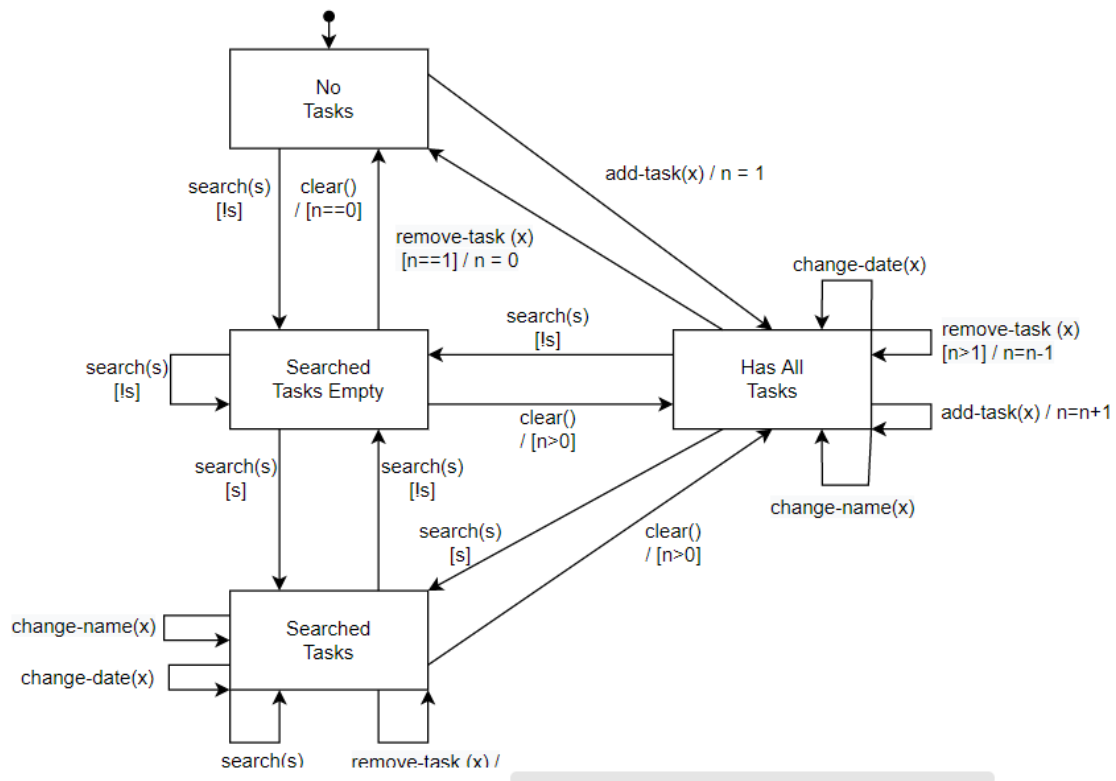 No
Tasks
add-task(x) / n = 1
search(s)
[!s]
clear()
/ [n==0]
remove-task (x)
[n==1] / n = 0
change-date(x)
search(s)
[!s]
remove-task (x)
[n>1] / n=n-1
search(s)
[!s]
Searched
Tasks Empty
Has All
Tasks
add-task(x) / n=n+1
clear()
/ [n>0]
search(s)
[s]
search(s)
[!s]
change-name(x)
search(s)
[s]
clear()
/ [n>0]
change-name(x)
Searched
Tasks
change-date(x)
search(s)
remove-task (x) /